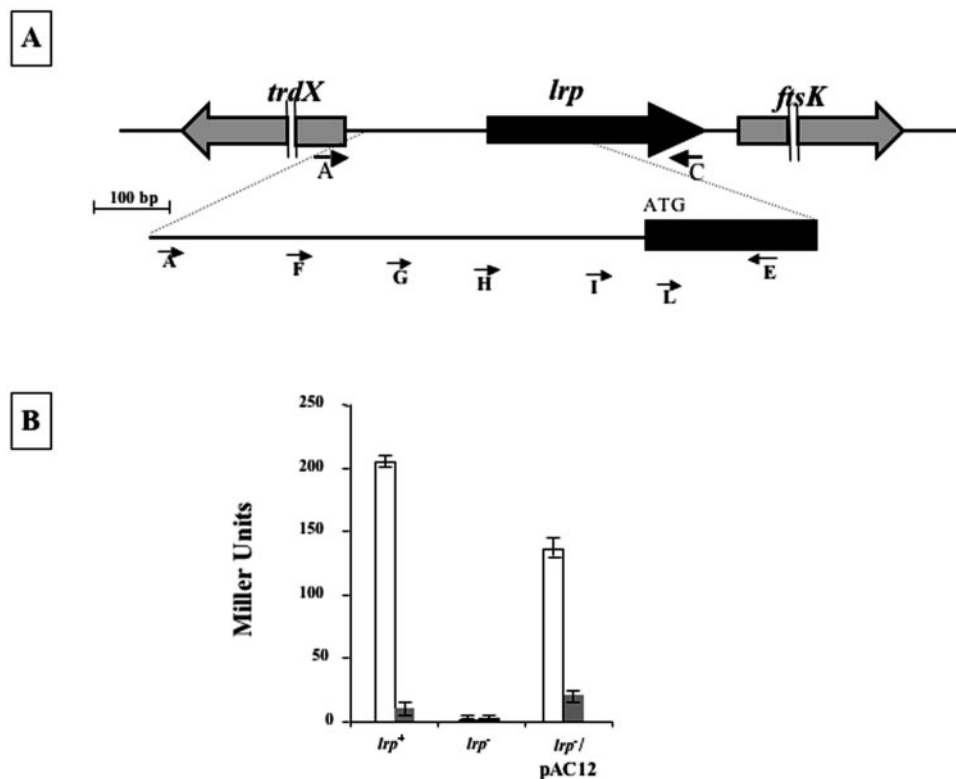 A
trdX lrp ftsK
A C
100 bp
ATG
A F G H I L E
B
250
200
150
100
50
0
Miller Units
lrp+ lrp- lrp-/
pAC12